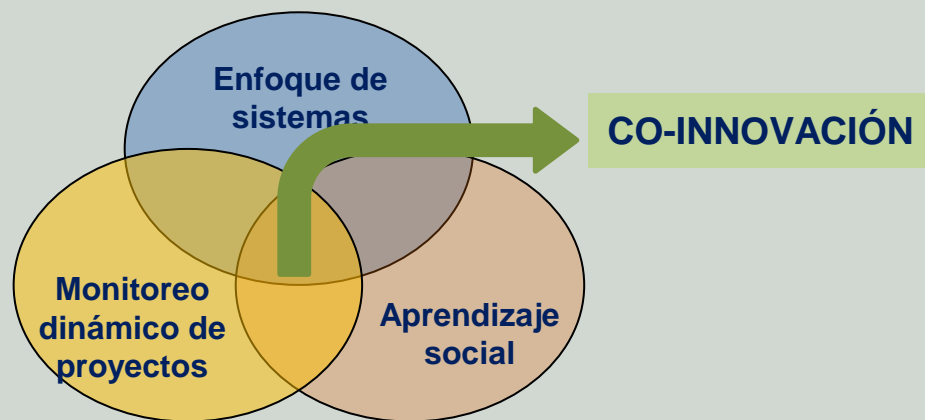 Enfoque de
sistemas
CO-INNOVACIÓN
Monitoreo
dinámico de
proyectos
Aprendizaje
social